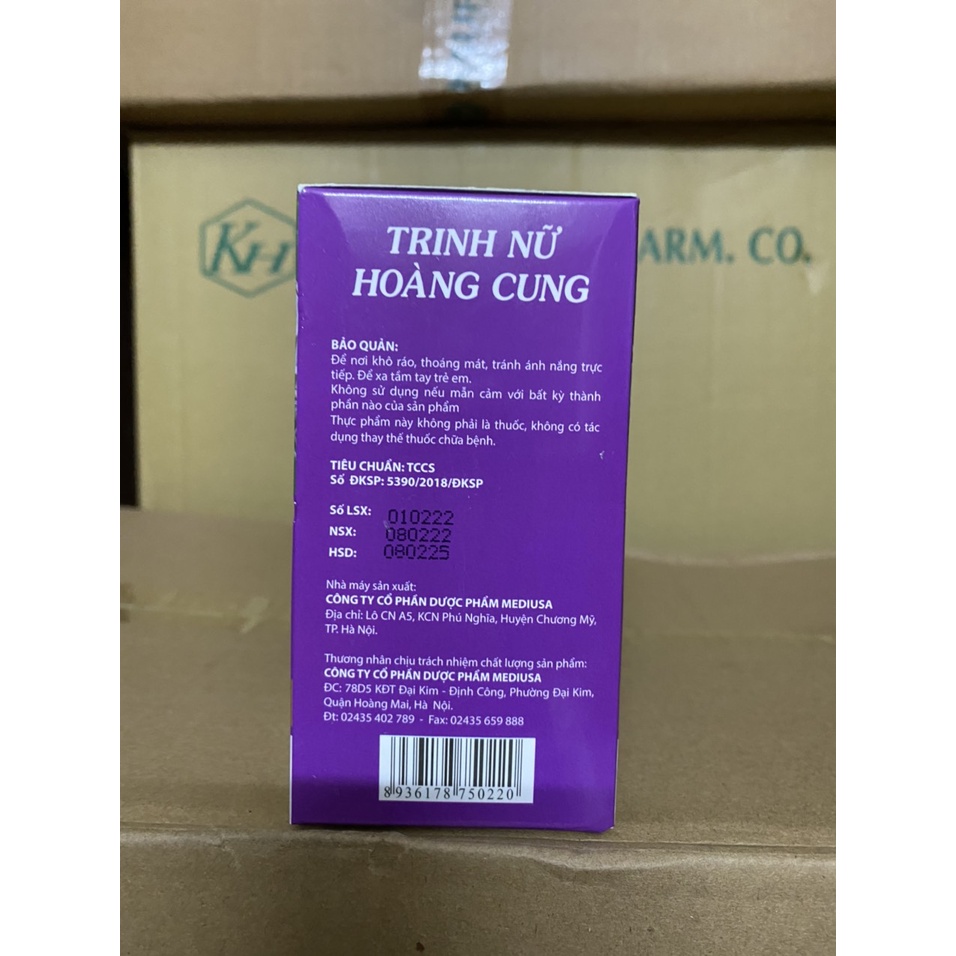 KH
ARM. CO.
TRINH NỮ
HOÀNG CUNG
BẢO QUẢN:
Để nơi khô ráo, thoáng mát, tránh ánh nắng trực
tiếp. Để xa tầm tay trẻ em.
Không sử dụng nếu mẫn cảm với bất kỳ thành
phần nào của sản phẩm
Thực phẩm này không phải là thuốc, không có tác
dụng thay thế thuốc chữa bệnh.
TIÊU CHUẨN: TCCS
Số ĐKSP: 5390/2018/ĐKSP
Số LSX: 010222
NSX: 080222
HSD: 080225
Nhà máy sản xuất:
CÔNG TY CỔ PHẦN DƯỢC PHẨM MEDIUSA
Địa chỉ: Lô CN A5, KCN Phú Nghĩa, Huyện Chương Mỹ,
TP. Hà Nội.
Thương nhân chịu trách nhiệm chất lượng sản phẩm:
CÔNG TY CỔ PHẦN DƯỢC PHẨM MEDIUSA
ĐC: 78D5 KĐT Đại Kim - Định Công, Phường Đại Kim,
Quận Hoàng Mai, Hà Nội.
Đt: 02435 402 789 - Fax: 02435 659 888
8936178750220